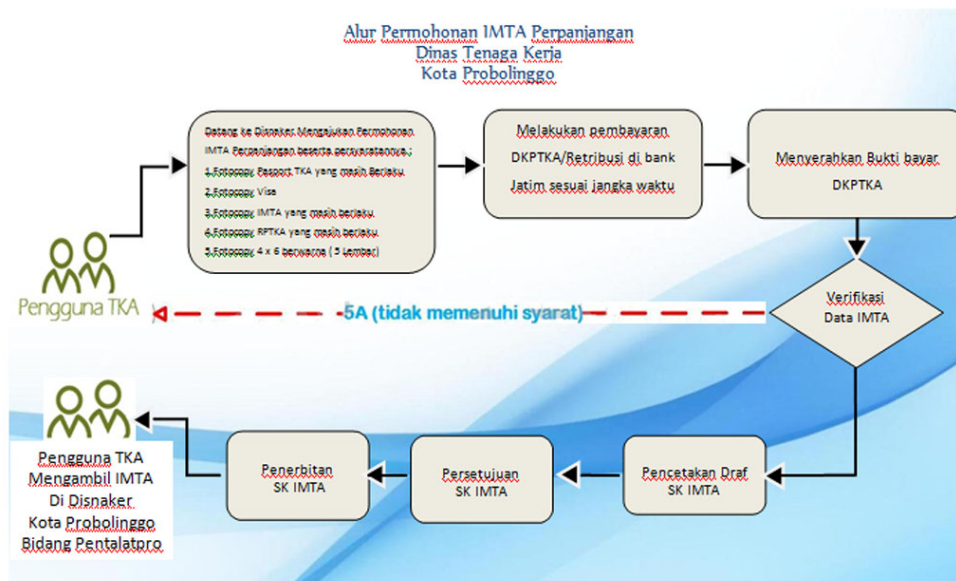 Alur Permohonan IMTA Perpanjangan
Dinas Tenaga Kerja
Kota Probolinggo
Datang ke Disnaker Mengajukan Permohonan
IMTA Perpanjangan beserta persyaratannya ;
1.Fotocopy Pasport TKA yang masih Berlaku
2.Fotocopy Visa
3.Fotocopy IMTA yang masih berlaku
4.Fotocopy RPTKA yang masih berlaku
5.Fotocopy 4 x 6 berwarna ( 5 Lembar)
Melakukan pembayaran
DKPTKA/Retribusi di bank
Jatim sesuai jangka waktu
Menyerahkan Bukti bayar
DKPTKA
Pengguna TKA
5A (tidak memenuhi syarat)
Verifikasi
Data IMTA
Pencetakan Draf
SK IMTA
Persetujuan
SK IMTA
Penerbitan
SK IMTA
Pengguna TKA
Mengambil IMTA
Di Disnaker
Kota Probolinggo
Bidang Pentalatpro